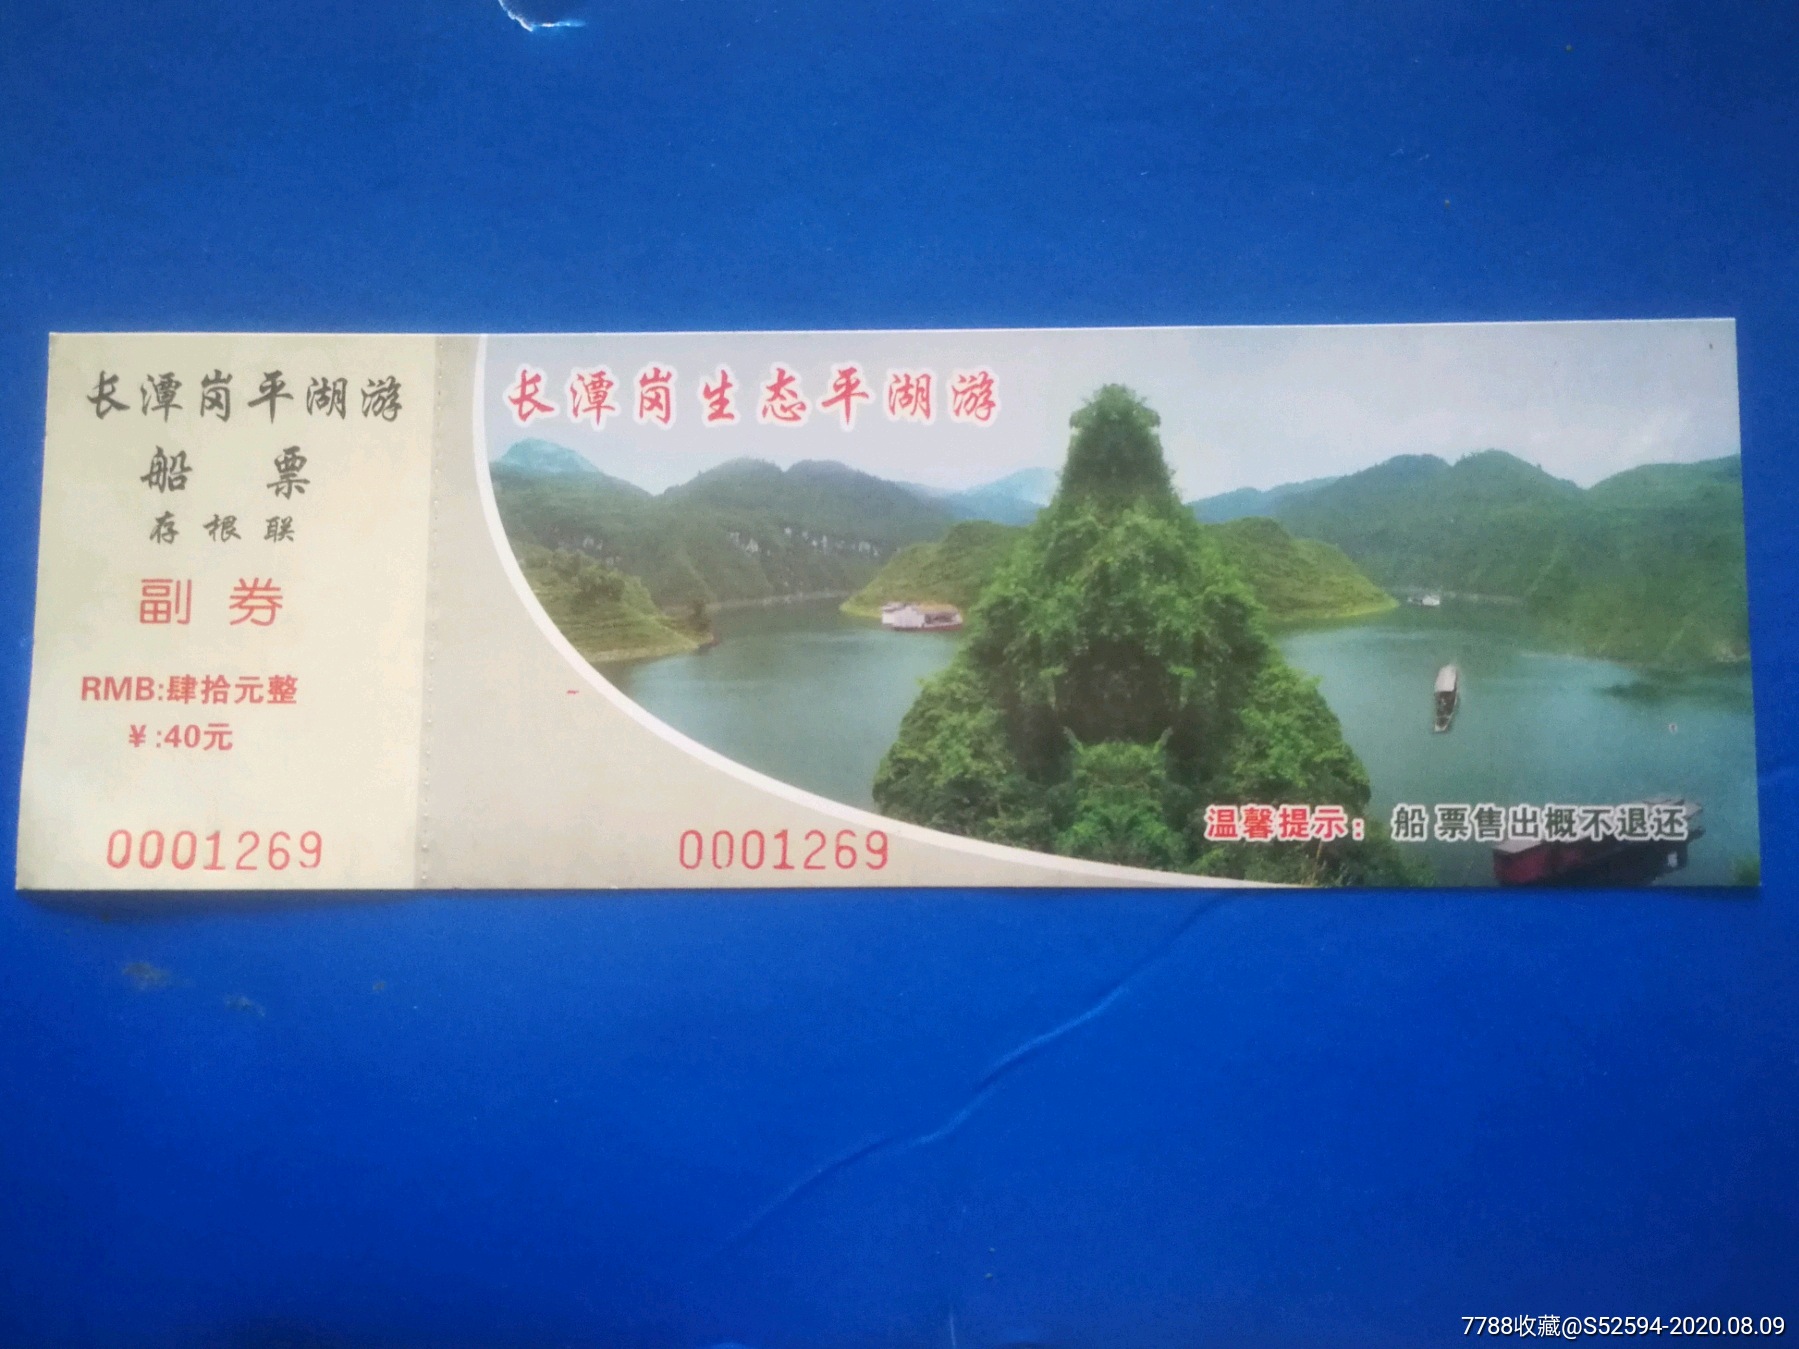 长潭岗平湖游
船 票
存根联
副 券
RMB:肆拾元整
¥:40元
0001269
长潭岗生态平湖游
0001269
温馨提示： 船票售出概不退还
7788收藏@S52594-2020.08.09